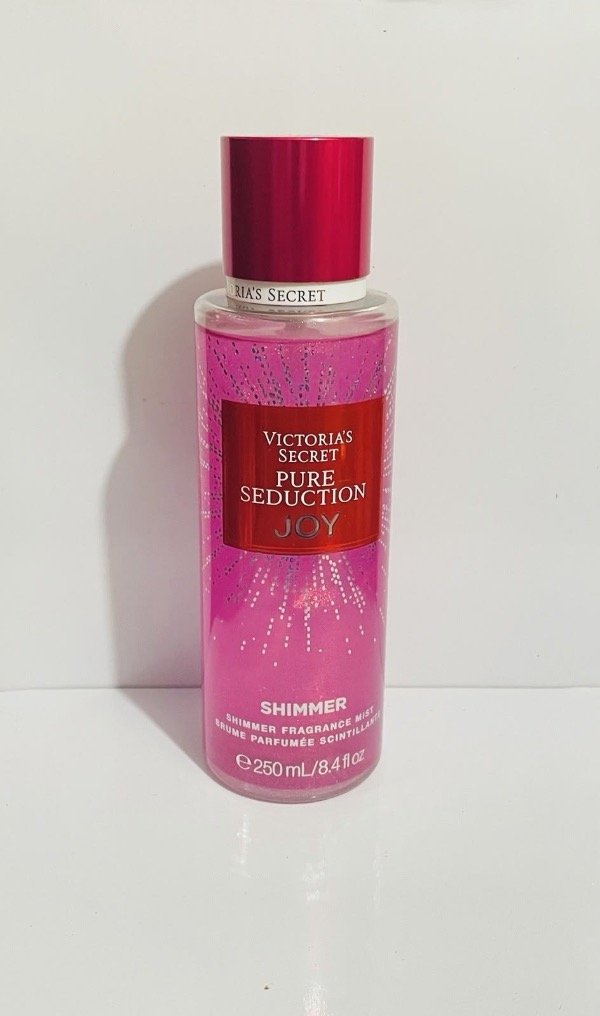 RIA'S SECRET
VICTORIA'S
SECRET
PURE
SEDUCTION
JOY
SHIMMER
SHIMMER FRAGRANCE MIST
BRUME PARFUMÉE SCINTILLANTE
℮ 250 mL/8.4 fl oz